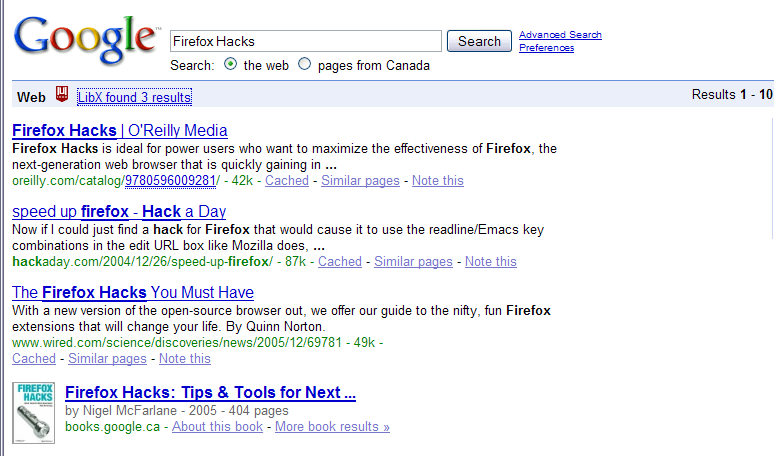 Google™
Firefox Hacks
Search
Advanced Search
Preferences
Search: the web pages from Canada
Web LibX found 3 results Results 1 - 10
Firefox Hacks | O'Reilly Media
Firefox Hacks is ideal for power users who want to maximize the effectiveness of Firefox, the
next-generation web browser that is quickly gaining in ...
oreilly.com/catalog/9780596009281/ - 42k - Cached - Similar pages - Note this
speed up firefox - Hack a Day
Now if I could just find a hack for Firefox that would cause it to use the readline/Emacs key
combinations in the edit URL box like Mozilla does, ...
hackaday.com/2004/12/26/speed-up-firefox/ - 87k - Cached - Similar pages - Note this
The Firefox Hacks You Must Have
With a new version of the open-source browser out, we offer our guide to the nifty, fun Firefox
extensions that will change your life. By Quinn Norton.
www.wired.com/science/discoveries/news/2005/12/69781 - 49k -
Cached - Similar pages - Note this
FIREFOX
HACKS
Firefox Hacks: Tips & Tools for Next ...
by Nigel McFarlane - 2005 - 404 pages
books.google.ca - About this book - More book results »